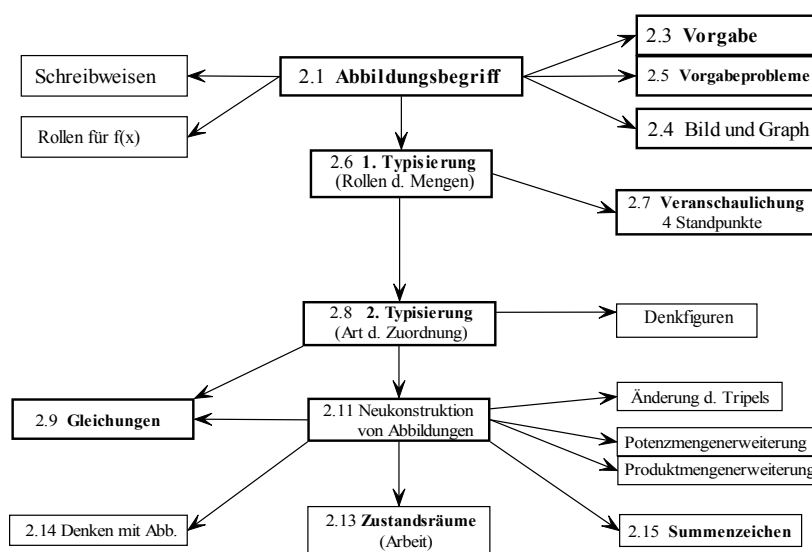 2.3 Vorgabe
Schreibweisen
2.1 Abbildungsbegriff
2.5 Vorgabeprobleme
Rollen für f(x)
2.4 Bild und Graph
2.6 1. Typisierung
(Rollen d. Mengen)
2.7 Veranschaulichung
4 Standpunkte
2.8 2. Typisierung
(Art d. Zuordnung)
Denkfiguren
2.9 Gleichungen
2.11 Neukonstruktion
von Abbildungen
Änderung d. Tripels
Potenzmengenerweiterung
Produktmengenerweiterung
2.14 Denken mit Abb.
2.13 Zustandsräume
(Arbeit)
2.15 Summenzeichen